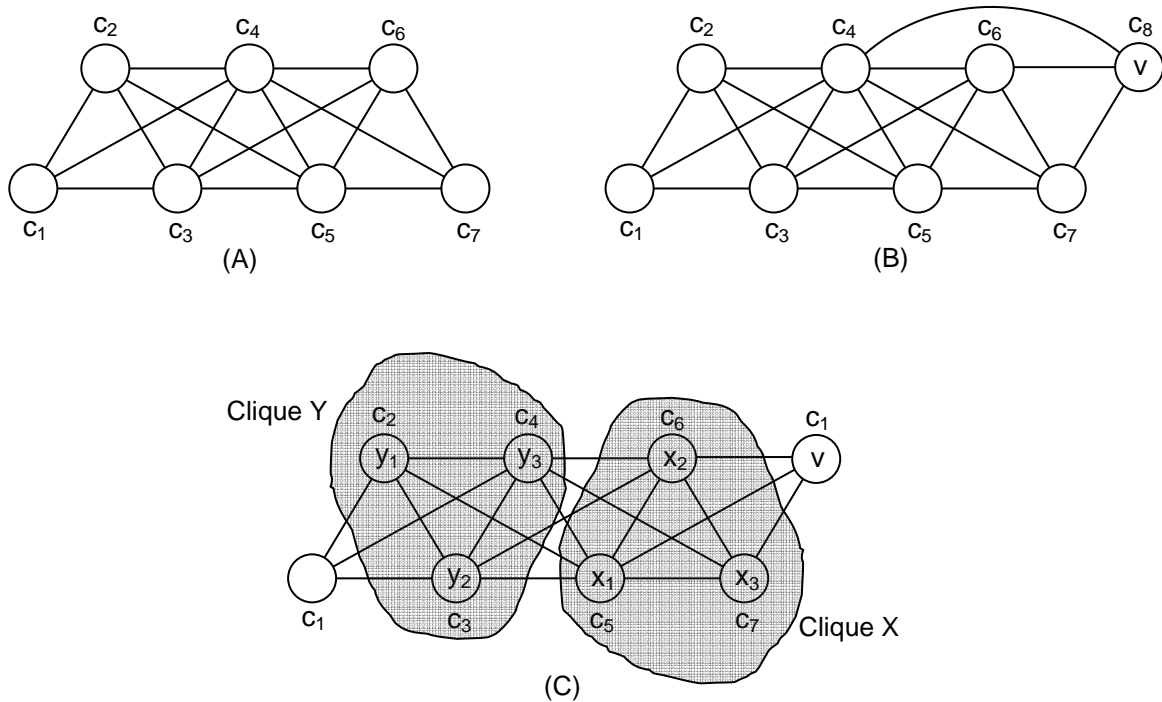 c2 c4 c6
c1 c3 c5 c7
(A)
c2 c4 c6 c8
v
c1 c3 c5 c7
(B)
Clique Y
c2 c4 c6 c1
y1 y3 x2 v
y2 x1 x3
c1 c3 c5 c7
Clique X
(C)